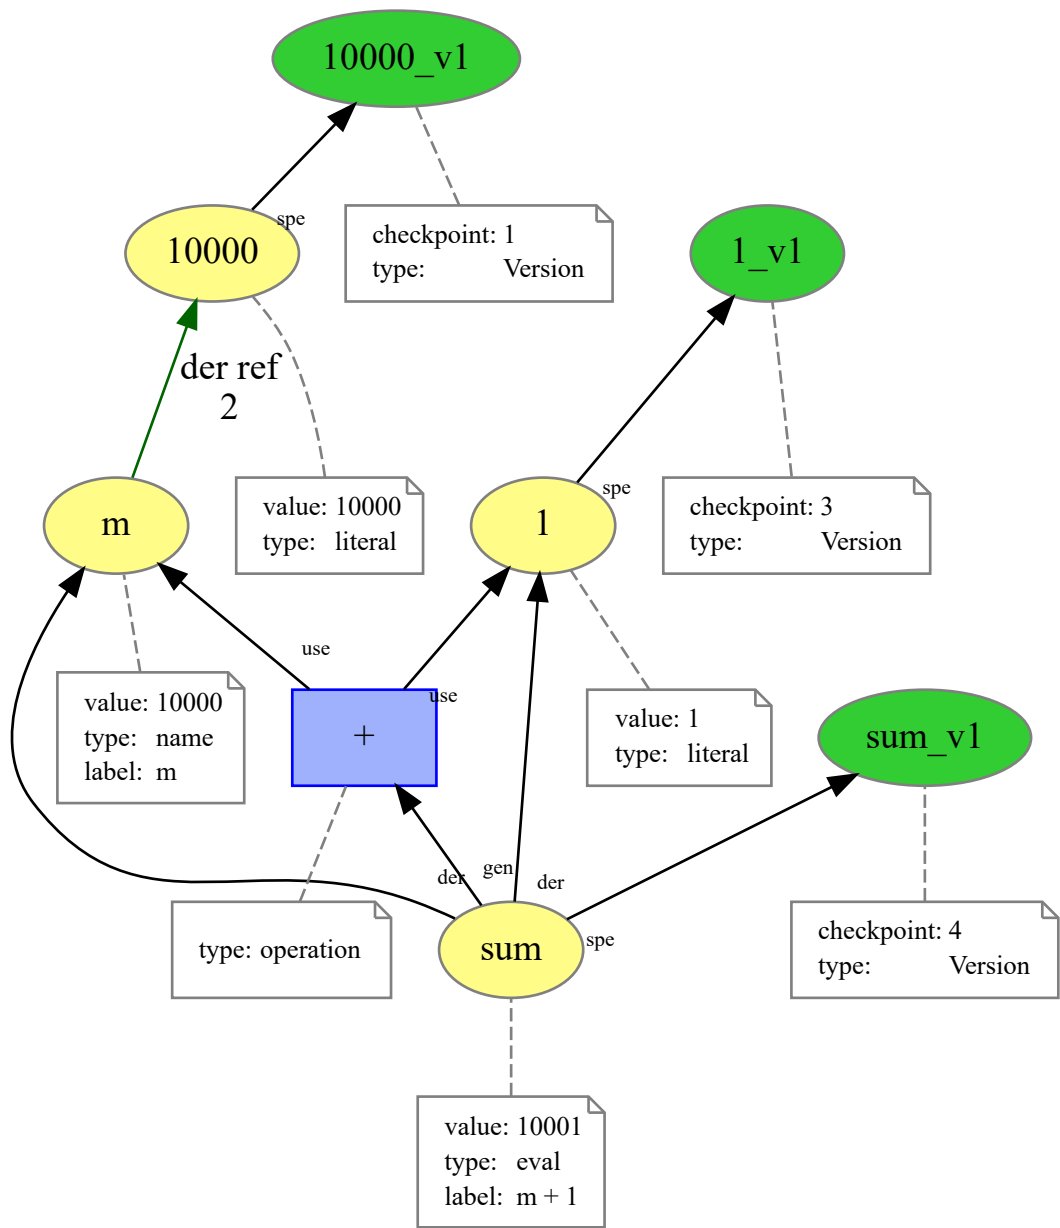 10000_v1
spe
10000
checkpoint: 1
type: Version
1_v1
der ref
2
m
value: 10000
type: literal
1
spe
checkpoint: 3
type: Version
use
value: 10000
type: name
label: m
+
use
value: 1
type: literal
sum_v1
der
gen
der
type: operation
sum
spe
checkpoint: 4
type: Version
value: 10001
type: eval
label: m + 1